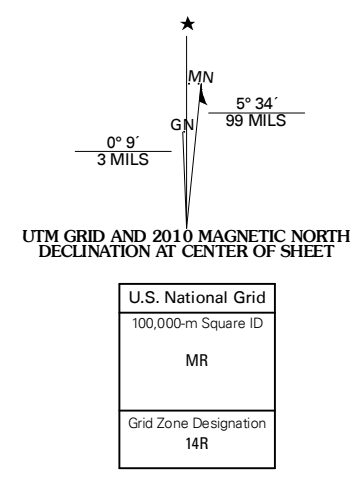 MN
5° 34´
99 MILS
GN
0° 9´
3 MILS
UTM GRID AND 2010 MAGNETIC NORTH
DECLINATION AT CENTER OF SHEET
U.S. National Grid
100,000-m Square ID
MR
Grid Zone Designation
14R